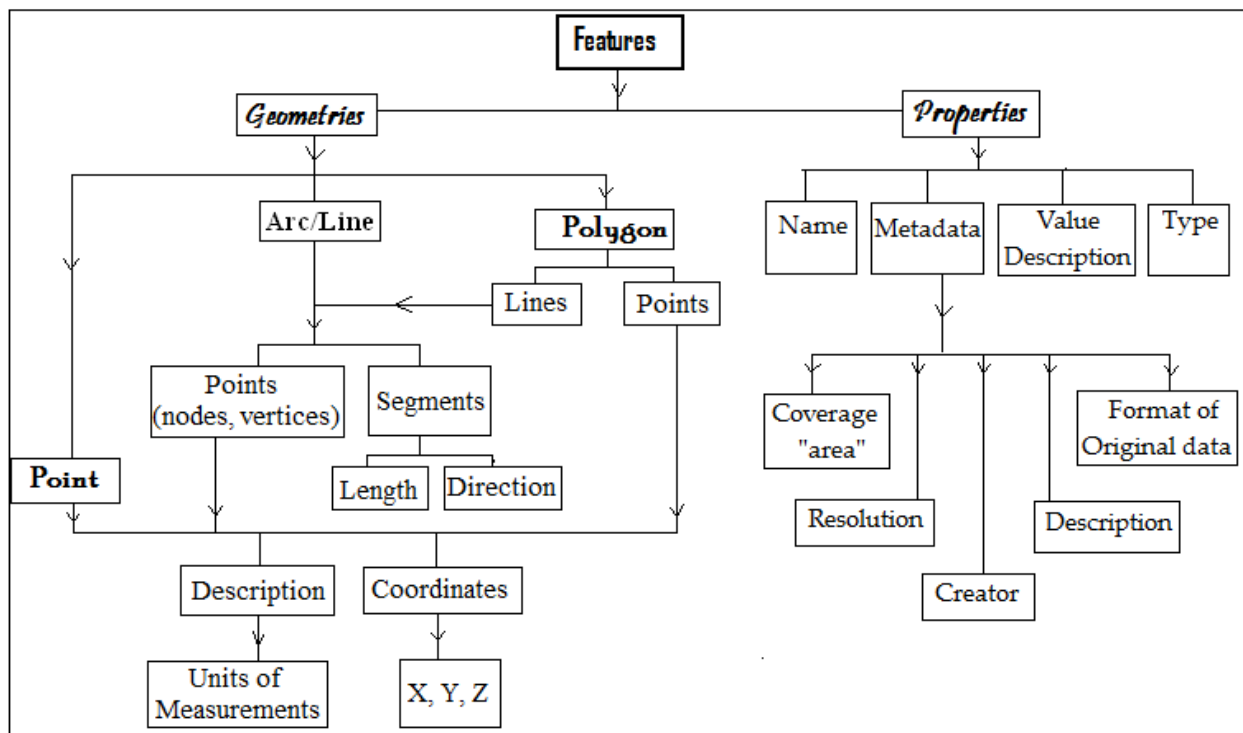 Features
Geometries
Properties
Arc/Line
Polygon
Name
Metadata
Value
Description
Type
Lines
Points
Points
(nodes, vertices)
Segments
Point
Length
Direction
Coverage
"area"
Format of
Original data
Resolution
Description
Creator
Description
Coordinates
Units of
Measurements
X, Y, Z